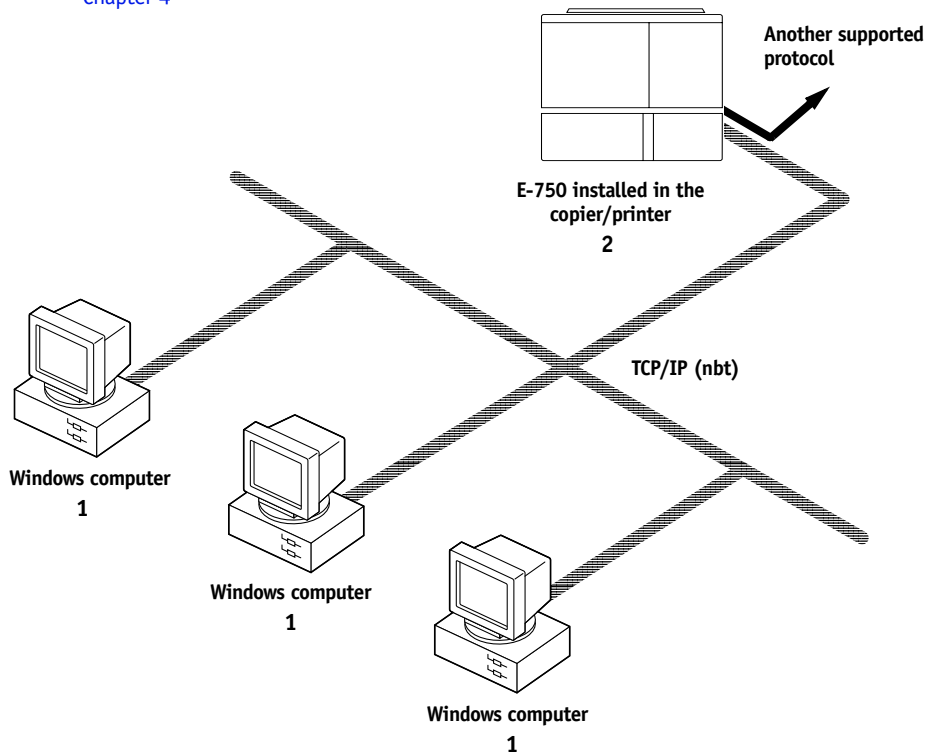 Chapter 4
Another supported
protocol
E-750 installed in the
copier/printer
2
TCP/IP (nbt)
Windows computer
1
Windows computer
1
Windows computer
1